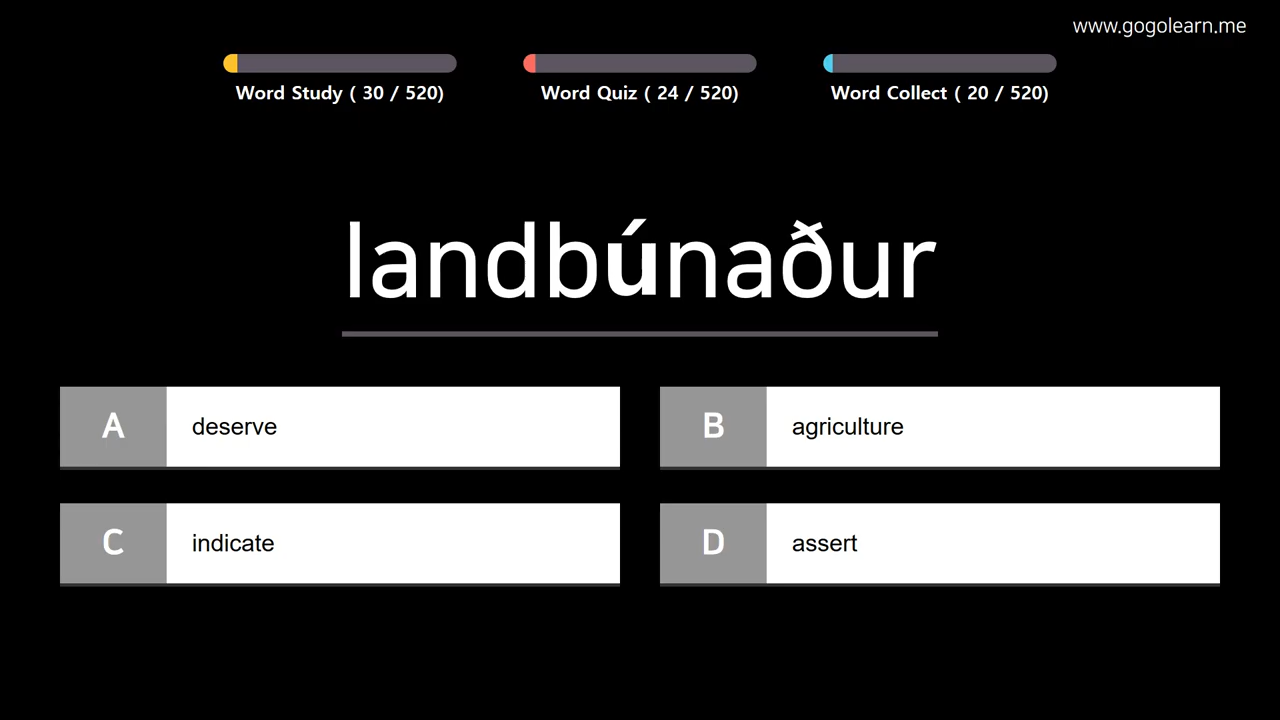 www.gogolearn.me
Word Study ( 30 / 520)
Word Quiz ( 24 / 520)
Word Collect ( 20 / 520)
landbúnaður
A deserve
B agriculture
C indicate
D assert